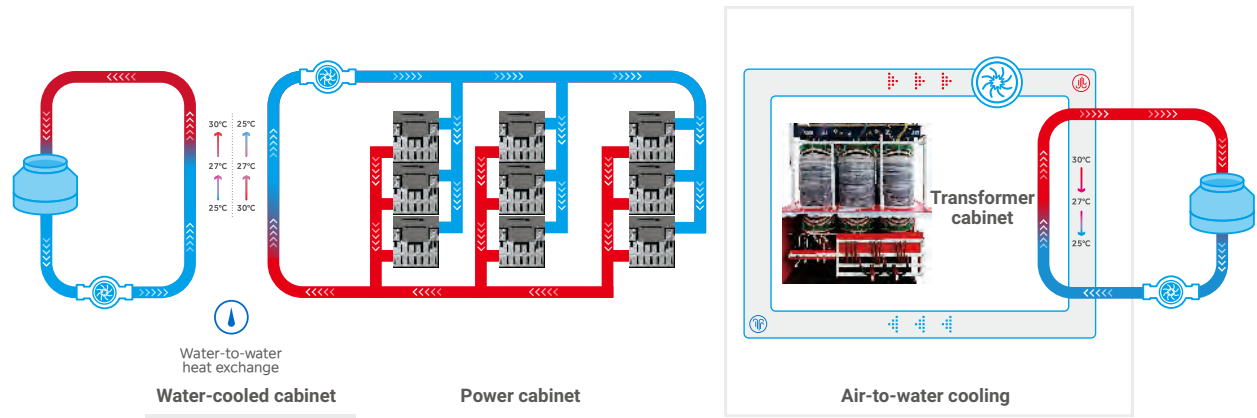 30°C 25°C
27°C 27°C
25°C 30°C
Water-to-water
heat exchange
Water-cooled cabinet
Power cabinet
Transformer
cabinet
30°C
27°C
25°C
Air-to-water cooling